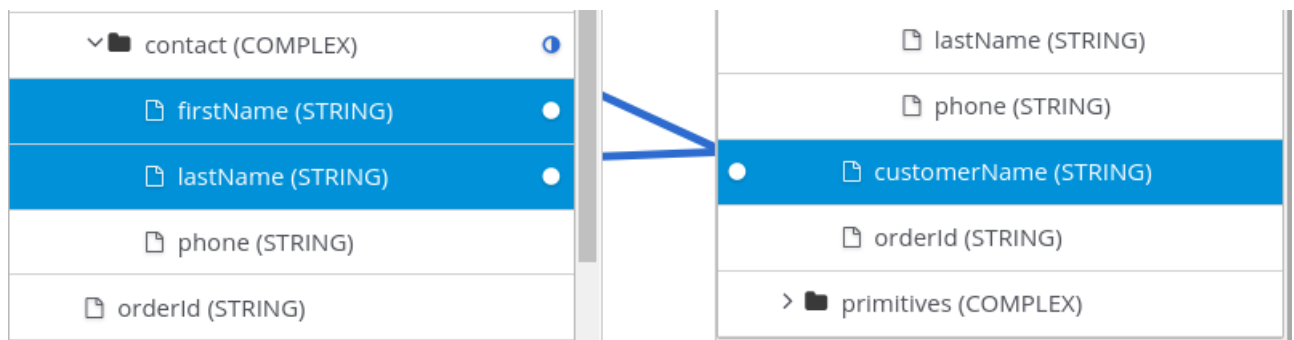 contact (COMPLEX)
firstName (STRING)
lastName (STRING)
phone (STRING)
orderId (STRING)
lastName (STRING)
phone (STRING)
customerName (STRING)
orderId (STRING)
primitives (COMPLEX)